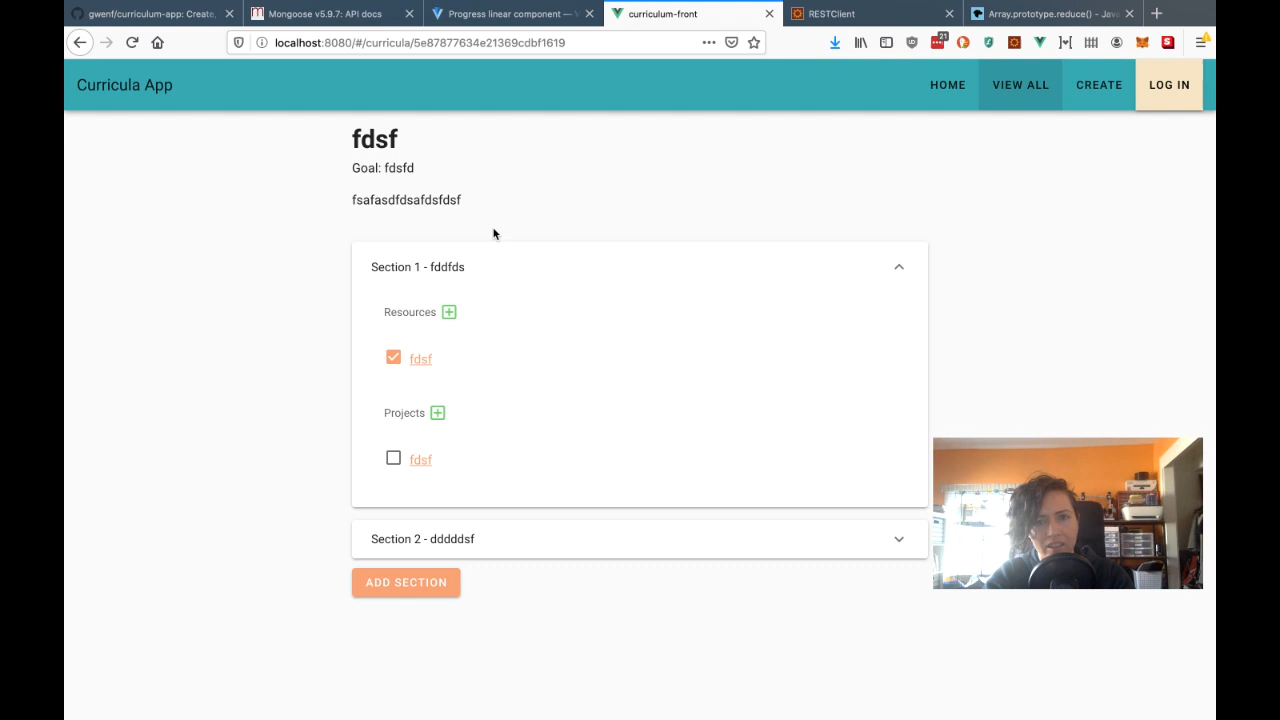 gwenf/curriculum-app: Create, Mongoose v5.9.7: API docs Progress linear component — curriculum-front RESTClient Array.prototype.reduce() - Jav
localhost:8080/#/curricula/5e87877634e21369cdbf1619
21
Curricula App HOME VIEW ALL CREATE LOG IN
fdsf
Goal: fdsfd
fsafasdfdsafdsfdsf
Section 1 - fddfds
Resources
fdsf
Projects
fdsf
Section 2 - dddddsf
ADD SECTION